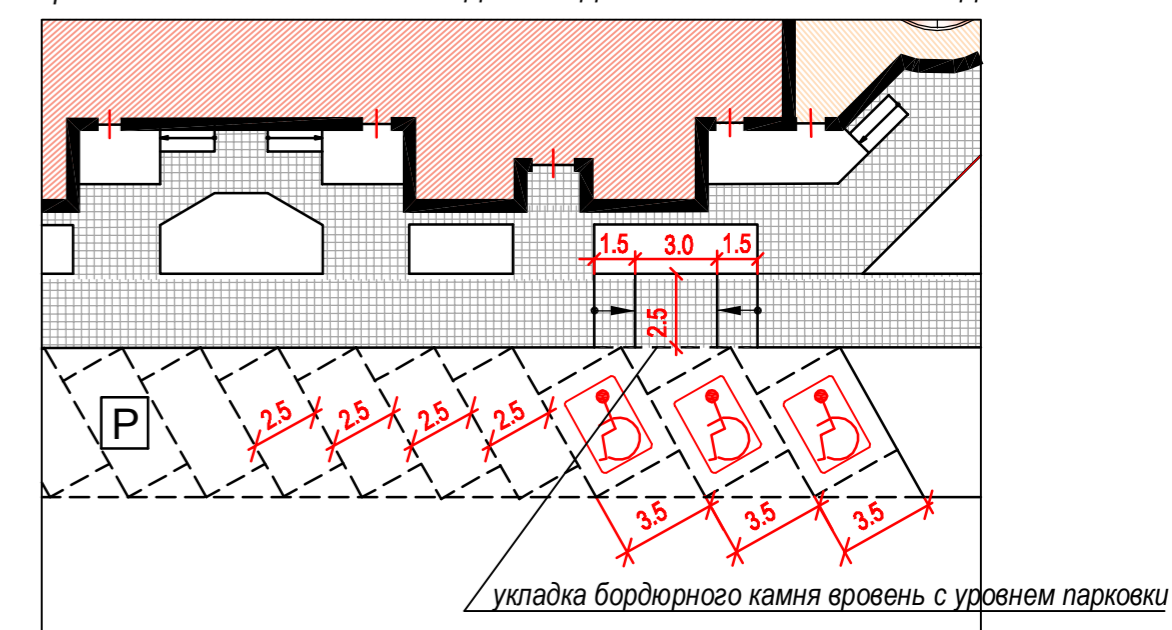 1.5 3.0 1.5
2.5
P
2.5 2.5 2.5 2.5
3.5 3.5 3.5
укладка бордюрного камня вровень с уровнем парковки